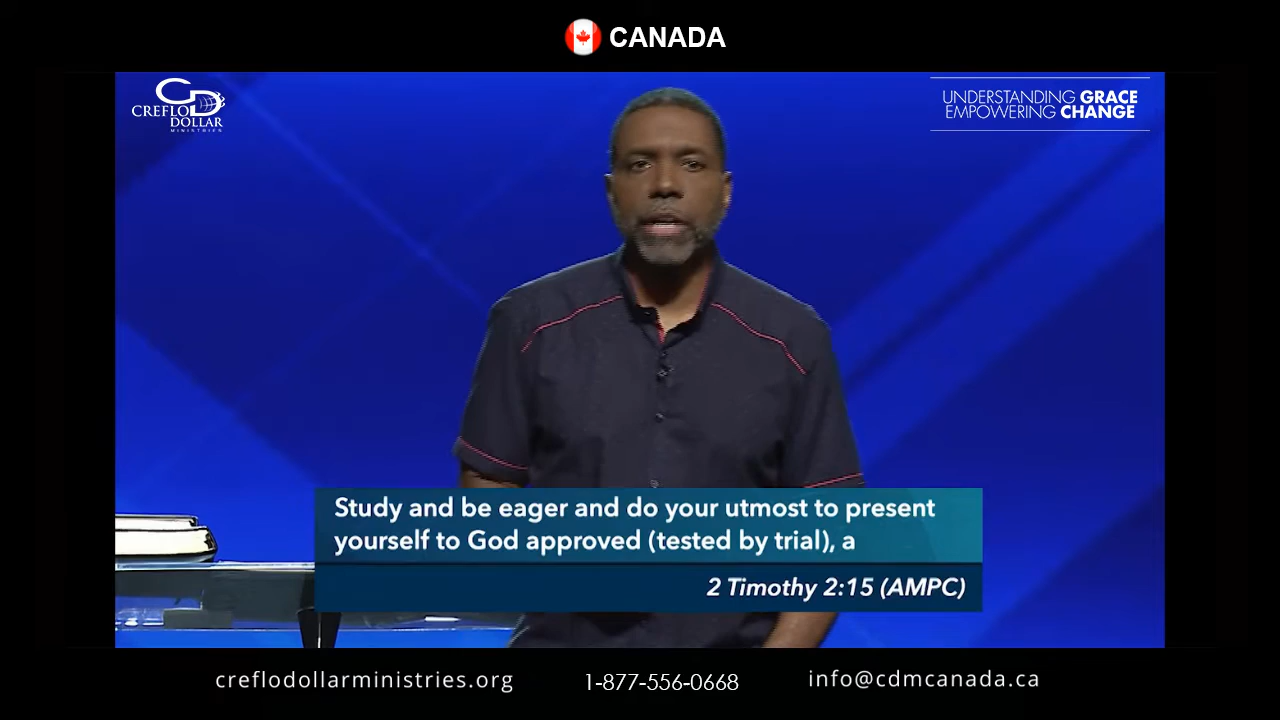 CANADA
CREFLO
DOLLAR
MINISTRIES
UNDERSTANDING GRACE
EMPOWERING CHANGE
Study and be eager and do your utmost to present
yourself to God approved (tested by trial), a
2 Timothy 2:15 (AMPC)
creflodollarministries.org
1-877-556-0668
info@cdmcanada.ca